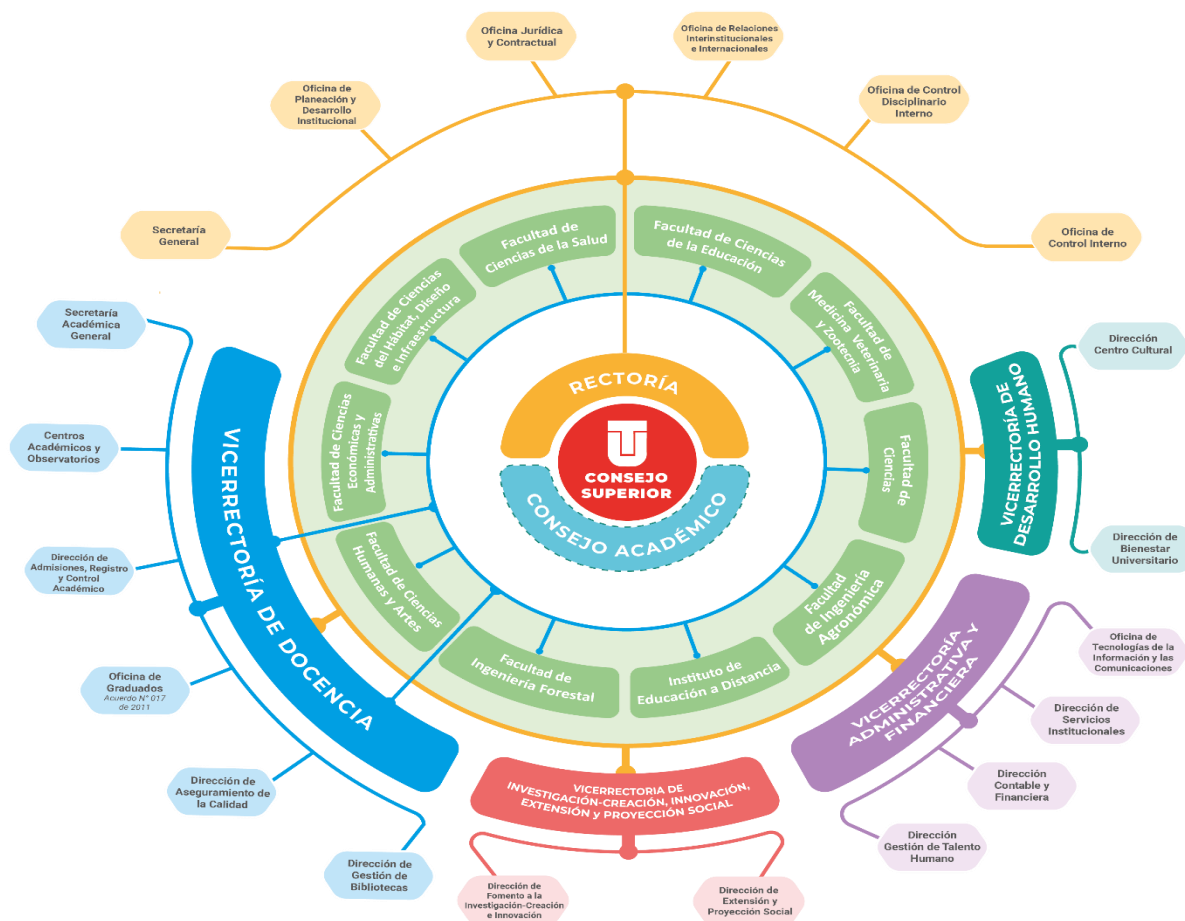 Oficina Jurídica
y Contractual
Oficina de Relaciones
Interinstitucionales
e Internacionales
Oficina de
Planeación y
Desarrollo
Institucional
Oficina de Control
Disciplinario
Interno
Secretaría
General
Oficina de
Control Interno
Facultad de
Ciencias de la Salud
Facultad de Ciencias
de la Educación
Facultad de Ciencias
del Hábitat, Diseño
e Infraestructura
Facultad de
Medicina Veterinaria
y Zootecnia
Facultad de Ciencias
Económicas y
Administrativas
Facultad de
Ciencias
Facultad de Ciencias
Humanas y Artes
Facultad
de Ingeniería
Agronómica
Facultad de
Ingeniería Forestal
Instituto de
Educación a Distancia
RECTORÍA
CONSEJO
SUPERIOR
CONSEJO ACADÉMICO
Secretaría
Académica
General
Centros
Académicos y
Observatorios
Dirección de
Admisiones, Registro
y Control
Académico
Oficina de
Graduados
Acuerdo N° 017
de 2011
Dirección de
Aseguramiento de
la Calidad
Dirección de
Gestión de
Bibliotecas
VICERRECTORÍA DE DOCENCIA
VICERRECTORIA DE
INVESTIGACIÓN-CREACIÓN, INNOVACIÓN,
EXTENSIÓN y PROYECCIÓN SOCIAL
Dirección de
Fomento a la
Investigación-Creación
e Innovación
Dirección de
Extensión y
Proyección Social
VICERRECTORÍA
ADMINISTRATIVA Y
FINANCIERA
Oficina de
Tecnologías de la
Información y las
Comunicaciones
Dirección de
Servicios
Institucionales
Dirección
Contable y
Financiera
Dirección
Gestión de Talento
Humano
VICERRECTORÍA DE
DESARROLLO HUMANO
Dirección
Centro Cultural
Dirección de
Bienestar
Universitario